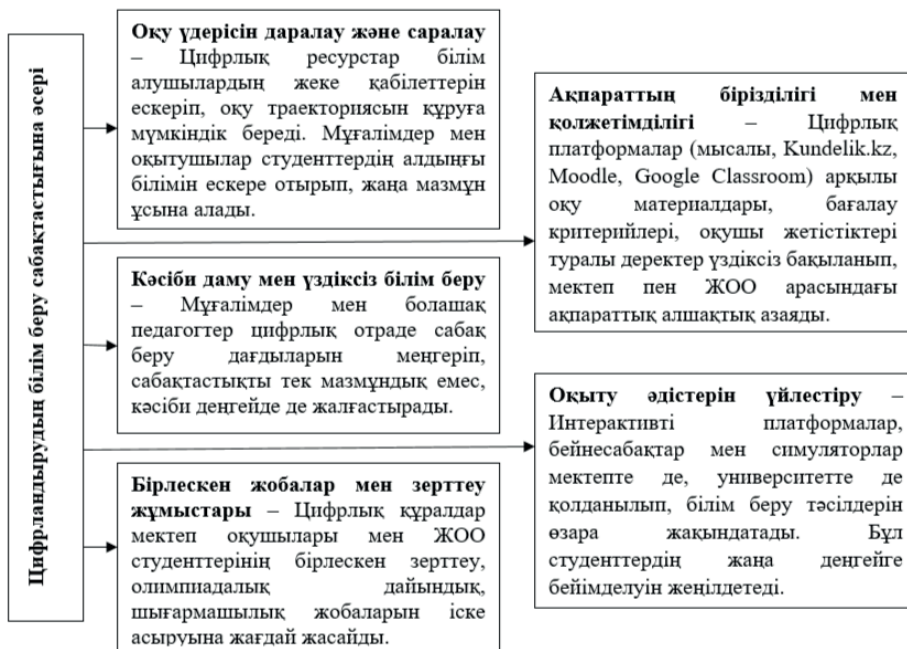 Цифрландырудың білім беру сабақтастығына әсері
Оқу үдерісін даралау және саралау
– Цифрлық ресурстар білім
алушылардың жеке қабілеттерін
ескеріп, оқу траекториясын құруға
мүмкіндік береді. Мұғалімдер мен
оқытушылар студенттердің алдыңғы
білімін ескере отырып, жаңа мазмұн
ұсына алады.
Ақпараттың бірізділігі мен
қолжетімділігі – Цифрлық
платформалар (мысалы, Kundelik.kz,
Moodle, Google Classroom) арқылы
оқу материалдары, бағалау
критерийлері, оқушы жетістіктері
туралы деректер үздіксіз бақыланып,
мектеп пен ЖОО арасындағы
ақпараттық алшақтық азаяды.
Кәсіби даму мен үздіксіз білім беру
– Мұғалімдер мен болашақ
педагогтер цифрлық отраде сабақ
беру дағдыларын меңгеріп,
сабақтастықты тек мазмұндық емес,
кәсіби деңгейде де жалғастырады.
Оқыту әдістерін үйлестіру –
Интерактивті платформалар,
бейнесабақтар мен симуляторлар
мектепте де, университетте де
қолданылып, білім беру тәсілдерін
өзара жақындатады. Бұл
студенттердің жаңа деңгейге
бейімделуін жеңілдетеді.
Бірлескен жобалар мен зерттеу
жұмыстары – Цифрлық құралдар
мектеп оқушылары мен ЖОО
студенттерінің бірлескен зерттеу,
олимпиадалық дайындық,
шығармашылық жобаларын іске
асыруына жағдай жасайды.